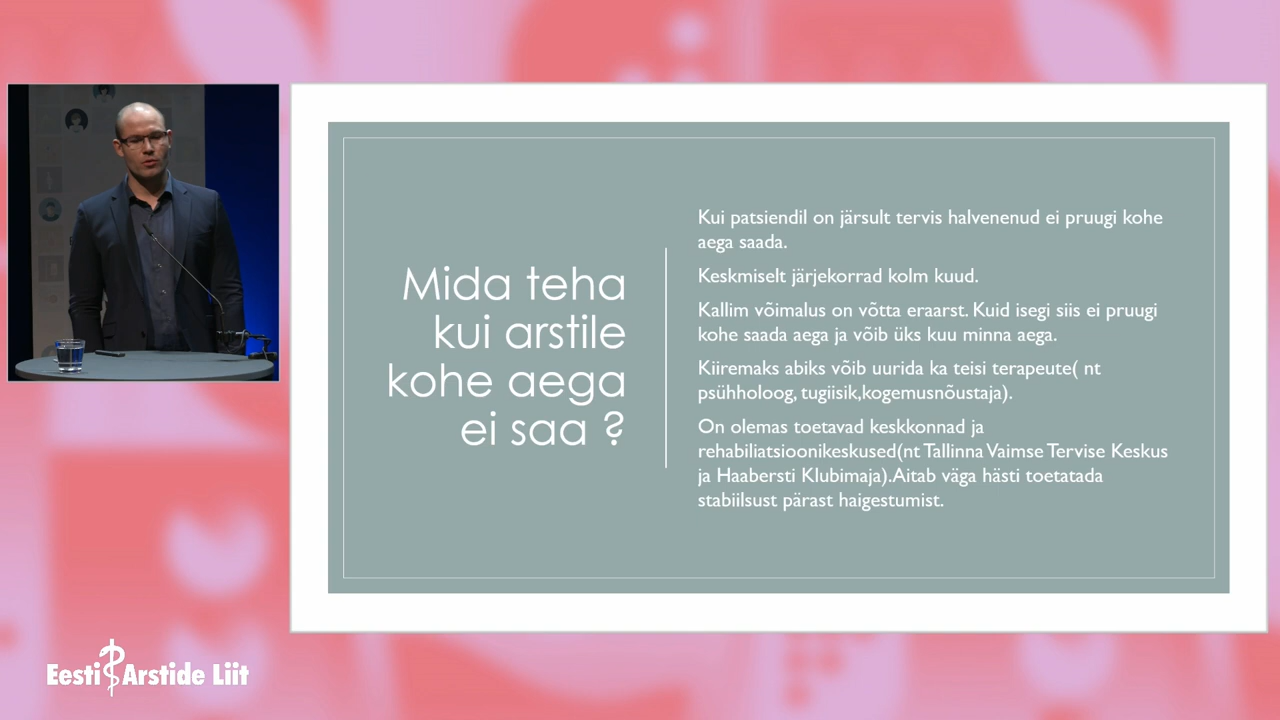 Mida teha
kui arstile
kohe aega
ei saa ?
Kui patsiendil on järsult tervis halvenenud ei pruugi kohe
aega saada.
Keskmiselt järjekorrad kolm kuud.
Kallim võimalus on võtta eraarst. Kuid isegi siis ei pruugi
kohe saada aega ja võib üks kuu minna aega.
Kiiremaks abiks võib uurida ka teisi terapeute( nt
psühholoog, tugiisik,kogemusnõustaja).
On olemas toetavad keskkonnad ja
rehabiliatsioonikeskused(nt Tallinna Vaimse Tervise Keskus
ja Haabersti Klubimaja).Aitab väga hästi toetatada
stabiilsust pärast haigestumist.
Eesti Arstide Liit